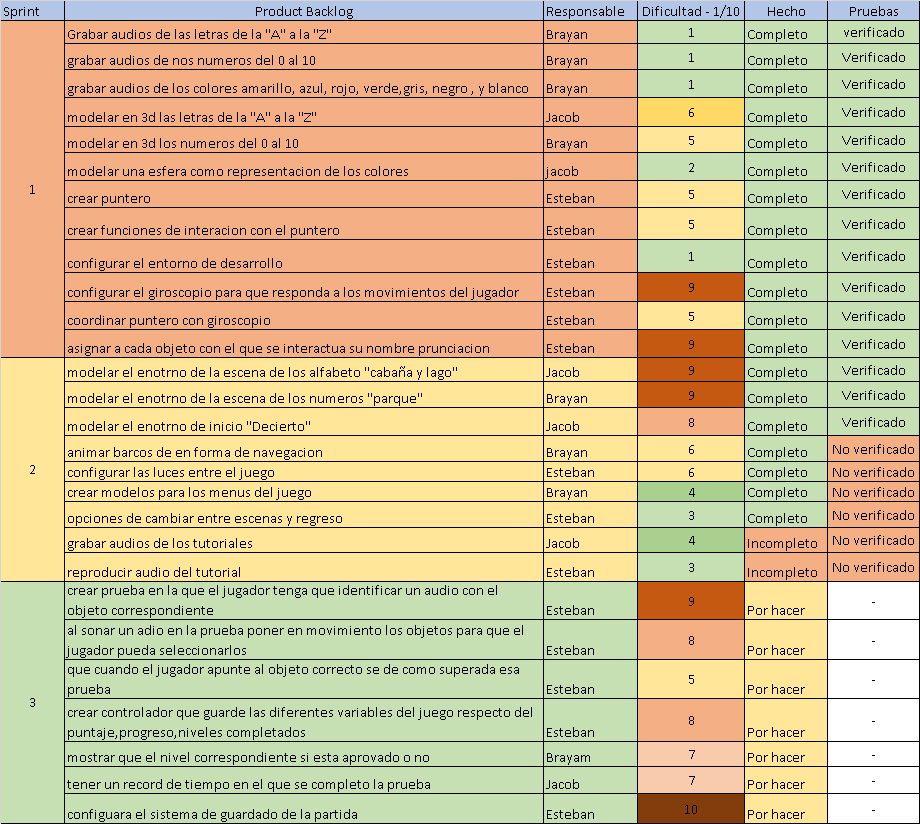 Sprint Product Backlog Responsable Dificultad - 1/10 Hecho Pruebas
1
Grabar audios de las letras de la "A" a la "Z" Brayan 1 Completo verificado
grabar audios de nos numeros del 0 al 10 Brayan 1 Completo Verificado
grabar audios de los colores amarillo, azul, rojo, verde,gris, negro , y blanco Brayan 1 Completo Verificado
modelar en 3d las letras de la "A" a la "Z" Jacob 6 Completo Verificado
modelar en 3d los numeros del 0 al 10 Brayan 5 Completo Verificado
modelar una esfera como representacion de los colores jacob 2 Completo Verificado
crear puntero Esteban 5 Completo Verificado
crear funciones de interacion con el puntero Esteban 5 Completo Verificado
configurar el entorno de desarrollo Esteban 1 Completo Verificado
configurar el giroscopio para que responda a los movimientos del jugador Esteban 9 Completo Verificado
coordinar puntero con giroscopio Esteban 5 Completo Verificado
asignar a cada objeto con el que se interactua su nombre prunciacion Esteban 9 Completo Verificado
2
modelar el enotrno de la escena de los alfabeto "cabaña y lago" Jacob 9 Completo Verificado
modelar el enotrno de la escena de los numeros "parque" Brayan 9 Completo Verificado
modelar el enotrno de inicio "Decierto" Jacob 8 Completo Verificado
animar barcos de en forma de navegacion Brayan 6 Completo No verificado
configurar las luces entre el juego Esteban 6 Completo No verificado
crear modelos para los menus del juego Brayan 4 Completo No verificado
opciones de cambiar entre escenas y regreso Esteban 3 Completo No verificado
grabar audios de los tutoriales Jacob 4 Incompleto No verificado
reproducir audio del tutorial Esteban 3 Incompleto No verificado
3
crear prueba en la que el jugador tenga que identificar un audio con el
objeto correspondiente Esteban 9 Por hacer -
al sonar un adio en la prueba poner en movimiento los objetos para que el
jugador pueda seleccionarlos Esteban 8 Por hacer -
que cuando el jugador apunte al objeto correcto se de como superada esa
prueba Esteban 5 Por hacer -
crear controlador que guarde las diferentes variables del juego respecto del
puntaje,progreso,niveles completados Esteban 8 Por hacer -
mostrar que el nivel correspondiente si esta aprovado o no Brayam 7 Por hacer -
tener un record de tiempo en el que se completo la prueba Jacob 7 Por hacer -
configuara el sistema de guardado de la partida Esteban 10 Por hacer -